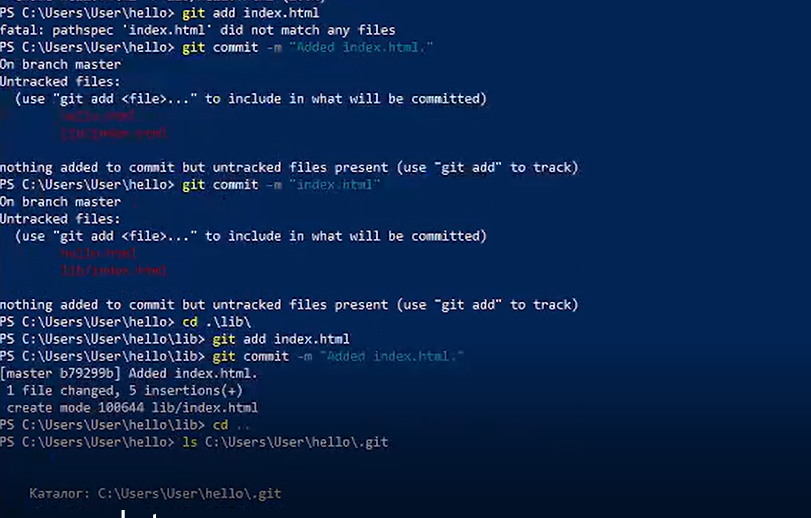 PS C:\Users\User\hello> git add index.html
fatal: pathspec 'index.html' did not match any files
PS C:\Users\User\hello> git commit -m "Added index.html."
On branch master
Untracked files:
(use "git add <file>..." to include in what will be committed)
hello.html
lib/index.html
nothing added to commit but untracked files present (use "git add" to track)
PS C:\Users\User\hello> git commit -m "index.html"
On branch master
Untracked files:
(use "git add <file>..." to include in what will be committed)
hello.html
lib/index.html
nothing added to commit but untracked files present (use "git add" to track)
PS C:\Users\User\hello> cd .\lib\
PS C:\Users\User\hello\lib> git add index.html
PS C:\Users\User\hello\lib> git commit -m "Added index.html."
[master b79299b] Added index.html.
1 file changed, 5 insertions(+)
create mode 100644 lib/index.html
PS C:\Users\User\hello\lib> cd ..
PS C:\Users\User\hello> ls C:\Users\User\hello\.git
Каталог: C:\Users\User\hello\.git